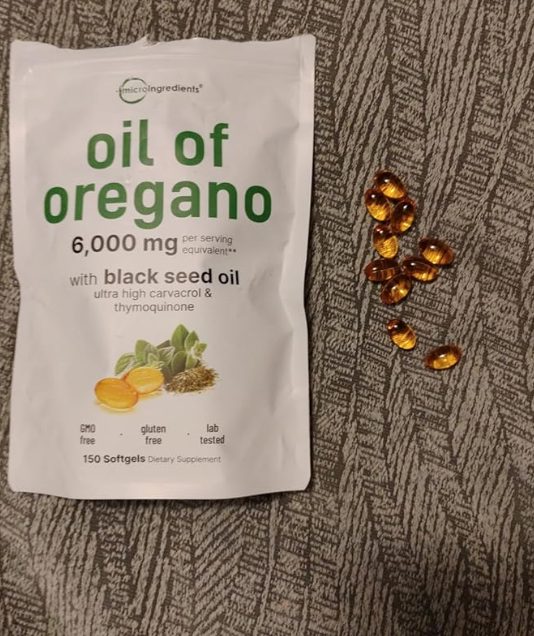 microingredients®
oil of
oregano
6,000 mg per serving
equivalent**
with black seed oil
ultra high carvacrol &
thymoquinone
GMO free · gluten free · lab tested
150 Softgels Dietary Supplement